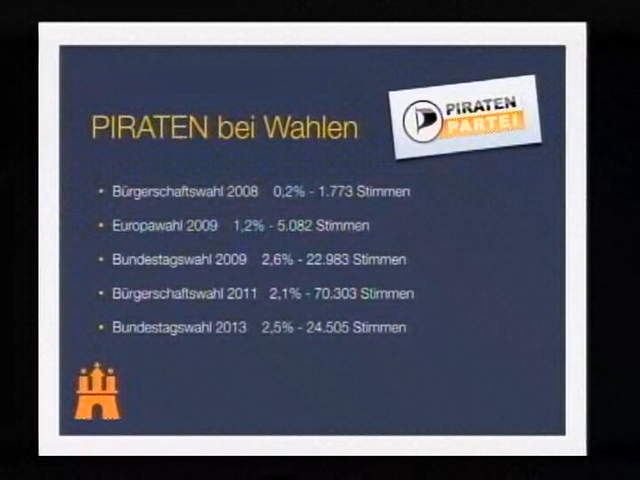 PIRATEN bei Wahlen
PIRATEN
PARTEI
• Bürgerschaftswahl 2008 0,2% - 1.773 Stimmen
• Europawahl 2009 1,2% - 5.082 Stimmen
• Bundestagswahl 2009 2,6% - 22.983 Stimmen
• Bürgerschaftswahl 2011 2,1% - 70.303 Stimmen
• Bundestagswahl 2013 2,5% - 24.505 Stimmen